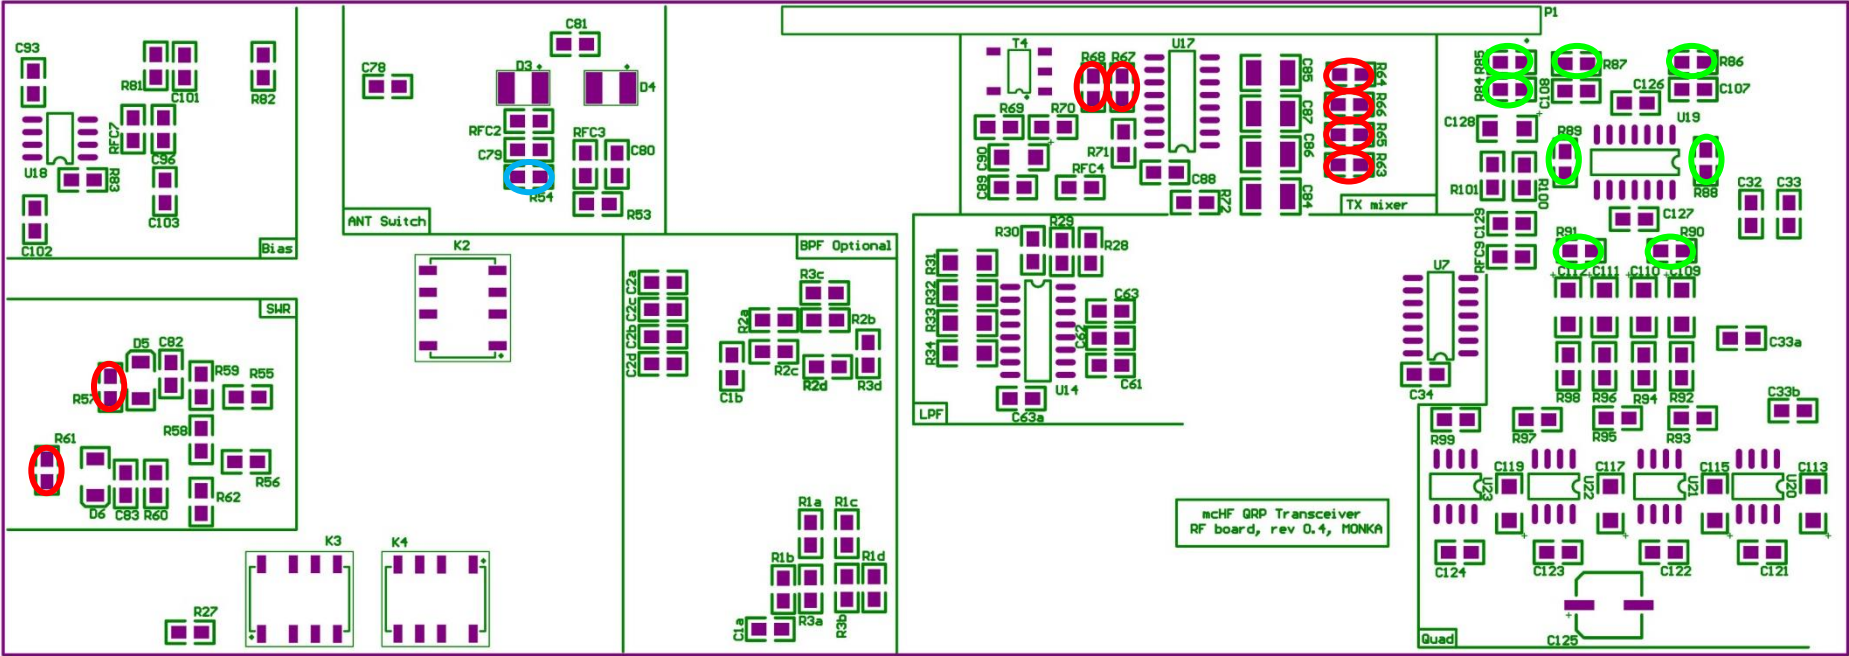 P1
C93
R81
C101
R82
RFC7
C96
U18
R83
C103
C102
Bias
C81
C78
D3
D4
RFC2
RFC3
C79
C80
R54
R53
ANT Switch
K2
BPF Optional
T4
R68
R67
U17
R69
R70
R71
C90
C89
RFC4
C88
R72
C85
C87
C86
C84
R64
R66
R65
R63
TX mixer
R85
R84
R87
C108
R86
C126
C107
C128
U19
R89
R88
R101
R100
C32
C33
C129
C127
RFC9
R91
R90
C112
C111
C110
C109
SWR
D5
C82
R59
R55
R57
R58
R61
R56
R62
D6
C83
R60
C2a
C2c
C2b
C2d
R3c
R2a
R2b
R2c
R2d
R3d
C1b
R30
R29
R28
R31
R32
R33
R34
C63
C62
C61
U14
C63a
LPF
U7
C34
C33a
C33b
R98
R96
R94
R92
R99
R97
R95
R93
C119
C117
C115
C113
U23
U22
U21
U20
C124
C123
C122
C121
C125
Quad
mcHF QRP Transceiver
RF board, rev 0.4, MONKA
R1a
R1c
R1b
R1d
R3a
R3b
C1a
K3
K4
R27